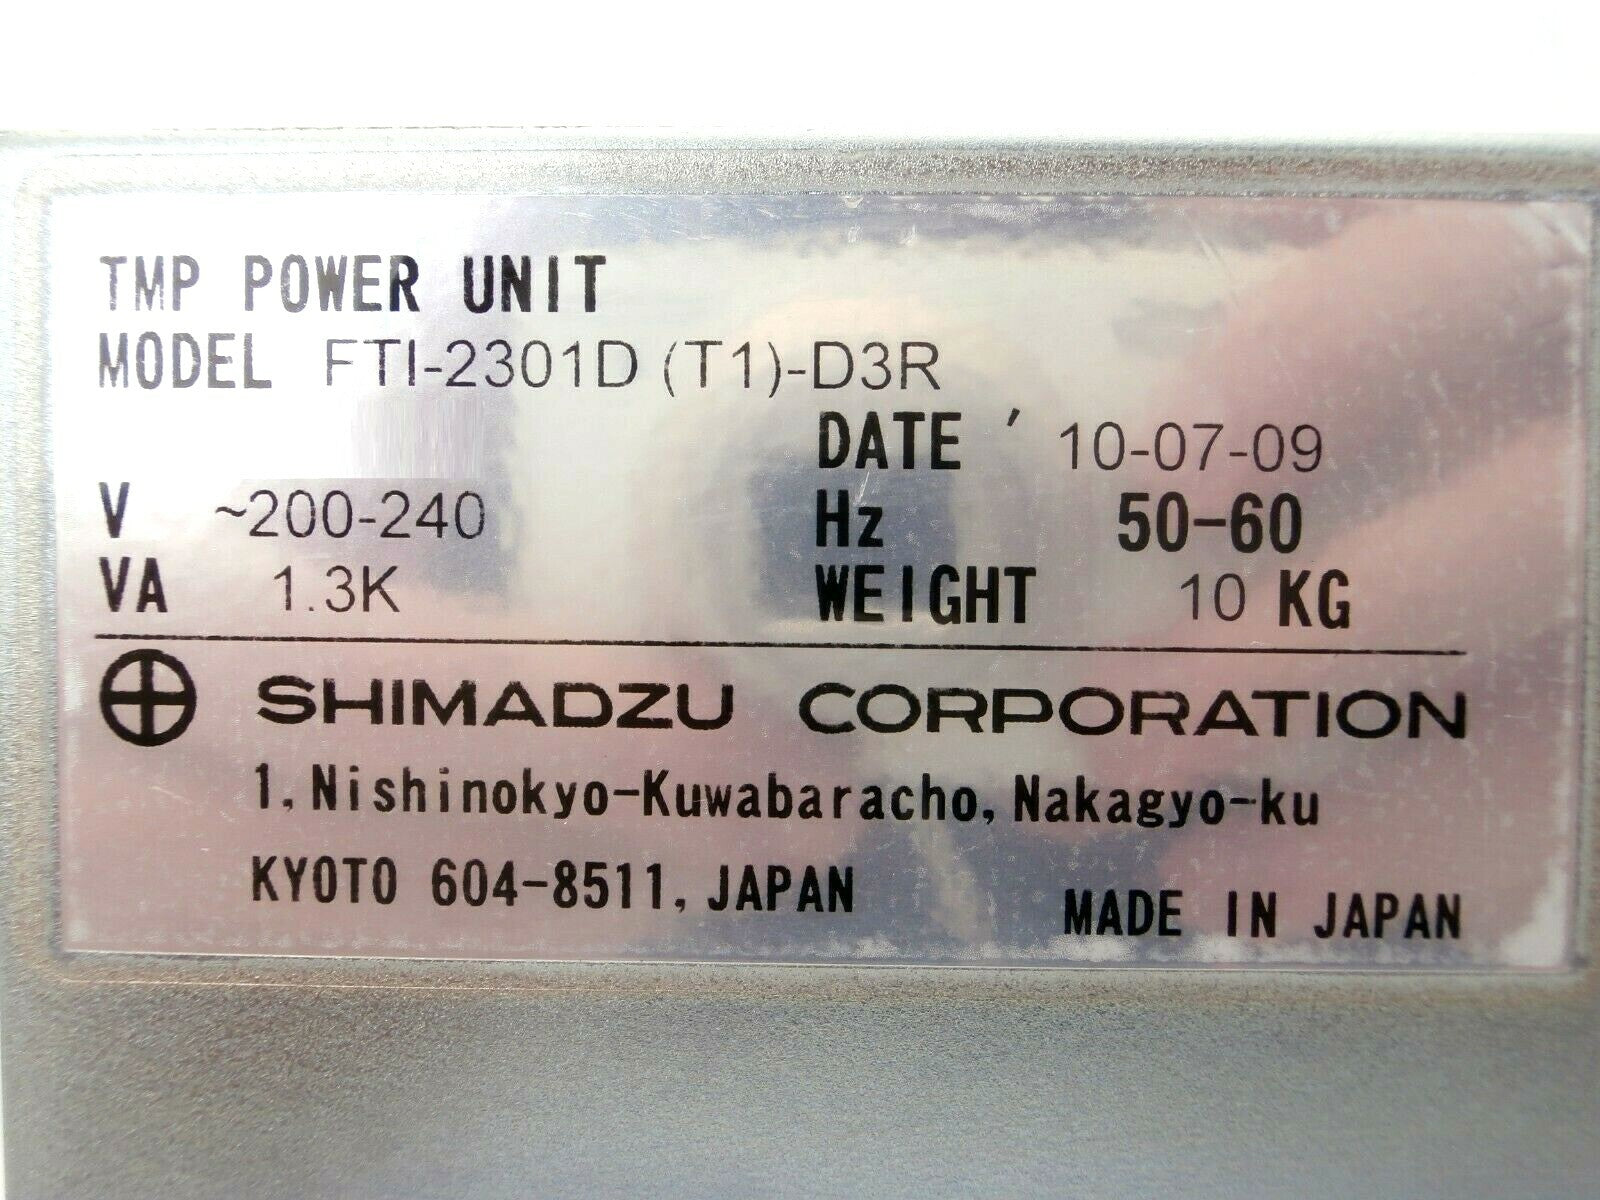 TMP POWER UNIT
MODEL FTI-2301D (T1)-D3R
DATE ' 10-07-09
V ~200-240 Hz 50-60
VA 1.3K WEIGHT 10 KG
SHIMADZU CORPORATION
1, Nishinokyo-Kuwabaracho, Nakagyo-ku
KYOTO 604-8511, JAPAN MADE IN JAPAN